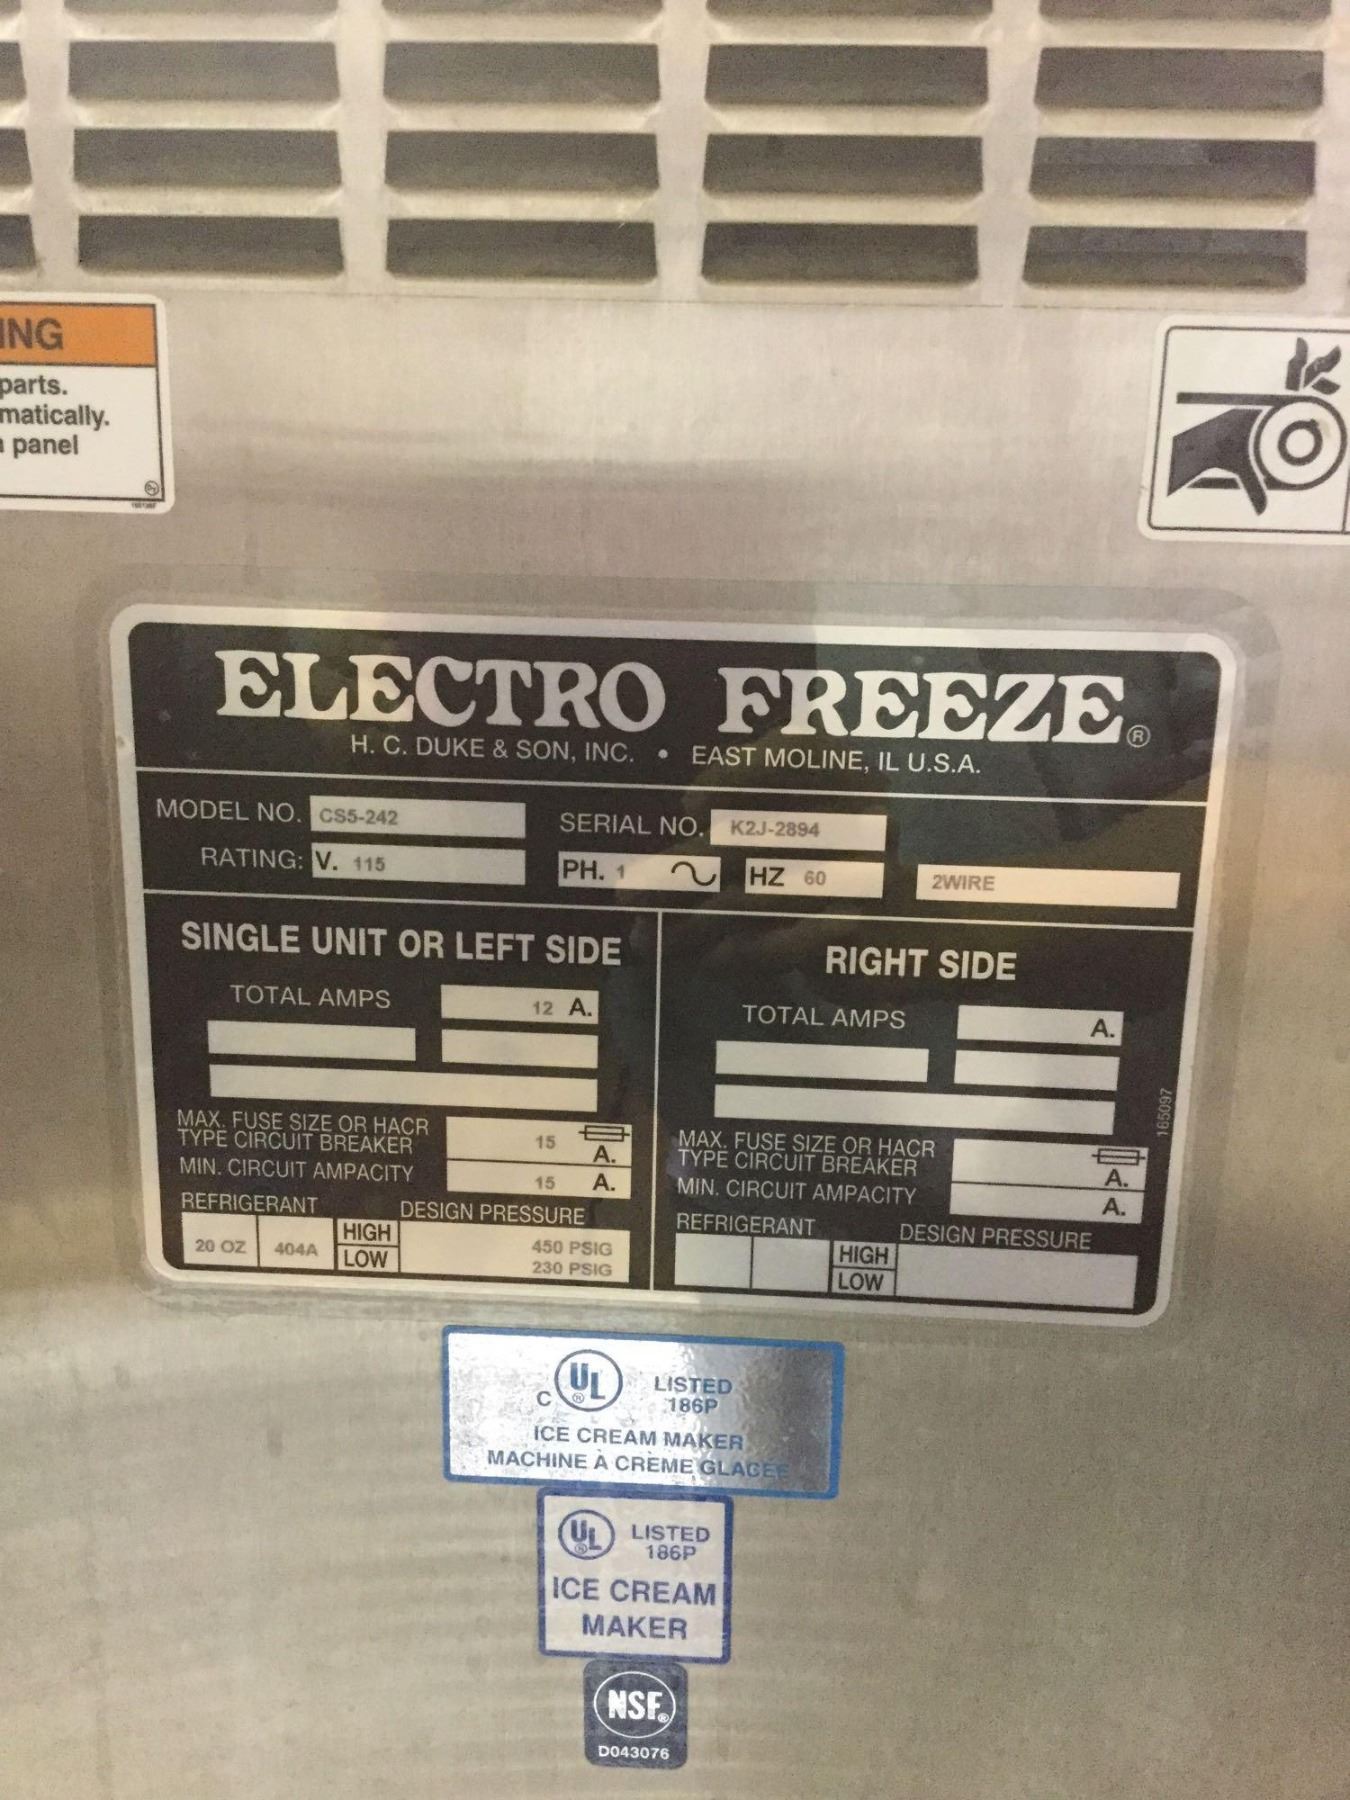 ING
parts.
matically.
panel
ELECTRO FREEZE®
H. C. DUKE & SON, INC. • EAST MOLINE, IL U.S.A.
MODEL NO. CS5-242 SERIAL NO. K2J-2894
RATING: V. 115 PH. 1 HZ 60 2WIRE
SINGLE UNIT OR LEFT SIDE
TOTAL AMPS 12 A.
MAX. FUSE SIZE OR HACR
TYPE CIRCUIT BREAKER 15 A.
MIN. CIRCUIT AMPACITY 15 A.
REFRIGERANT DESIGN PRESSURE
20 OZ 404A HIGH 450 PSIG
LOW 230 PSIG
RIGHT SIDE
TOTAL AMPS A.
MAX. FUSE SIZE OR HACR
TYPE CIRCUIT BREAKER A.
MIN. CIRCUIT AMPACITY A.
REFRIGERANT DESIGN PRESSURE
HIGH
LOW
165097
C UL® LISTED
186P
ICE CREAM MAKER
MACHINE À CRÈME GLACEE
UL® LISTED
186P
ICE CREAM
MAKER
NSF®
D043076